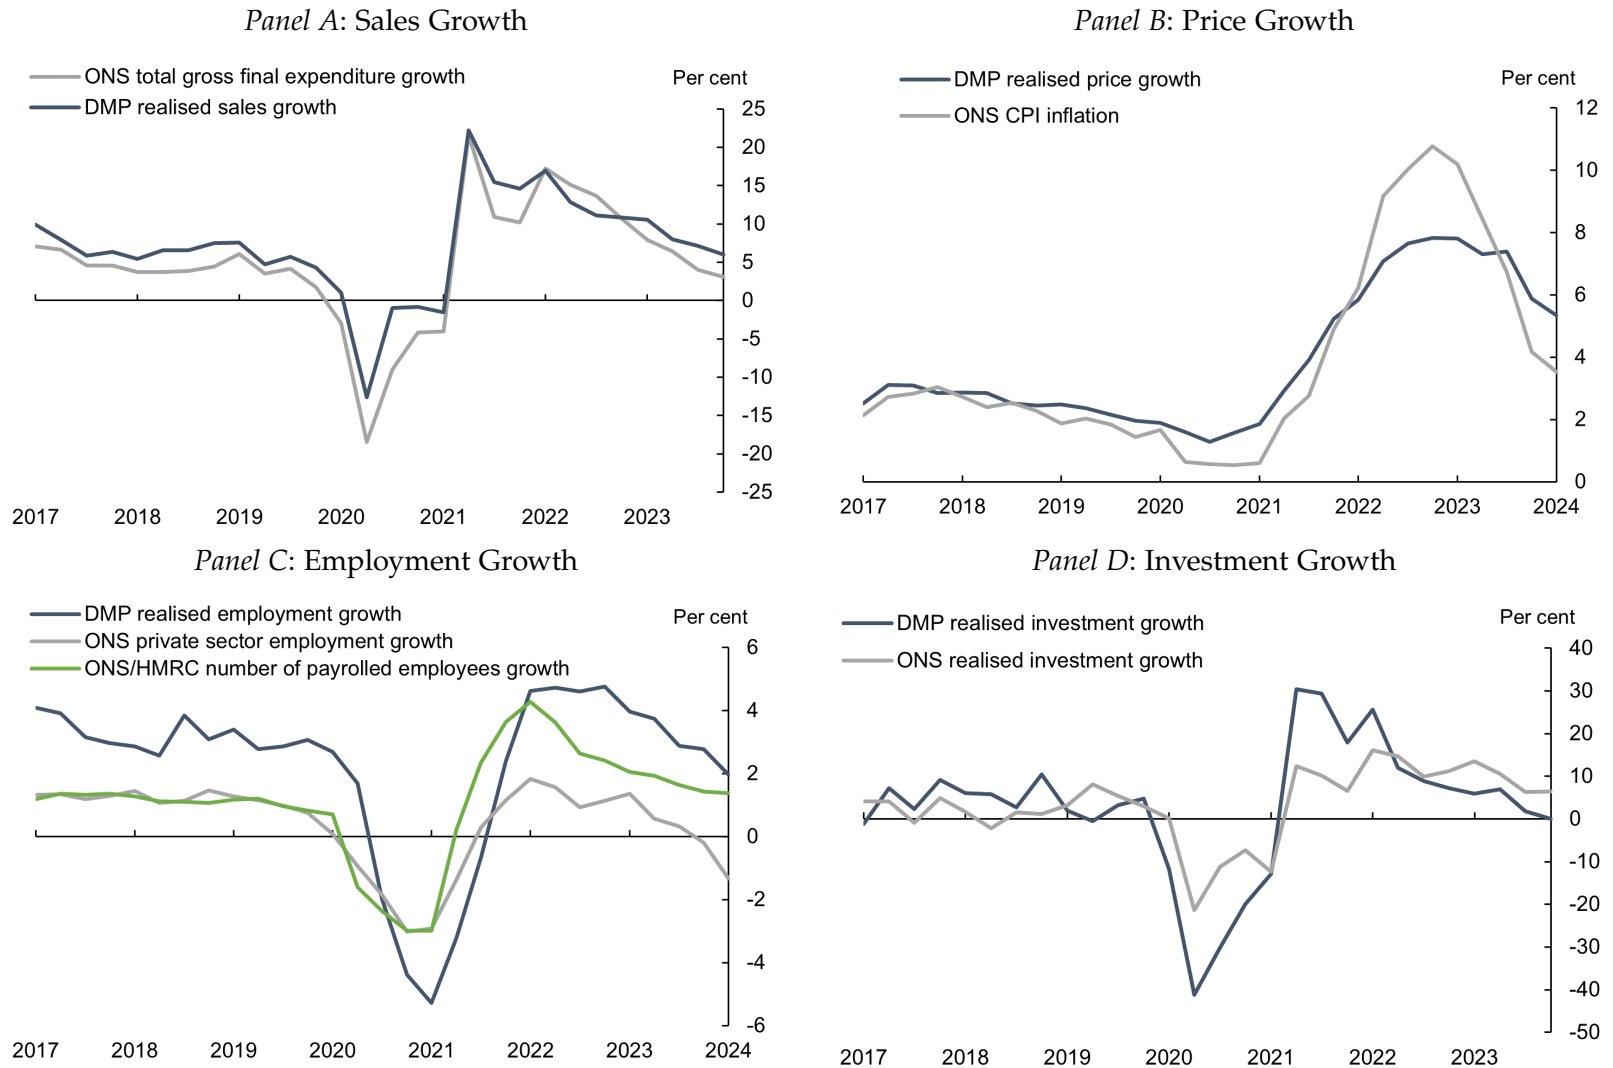 Panel A: Sales Growth
ONS total gross final expenditure growth
DMP realised sales growth
Per cent
25
20
15
10
5
0
-5
-10
-15
-20
-25
2017 2018 2019 2020 2021 2022 2023
Panel B: Price Growth
DMP realised price growth
ONS CPI inflation
Per cent
12
10
8
6
4
2
0
2017 2018 2019 2020 2021 2022 2023 2024
Panel C: Employment Growth
DMP realised employment growth
ONS private sector employment growth
ONS/HMRC number of payrolled employees growth
Per cent
6
4
2
0
-2
-4
-6
2017 2018 2019 2020 2021 2022 2023 2024
Panel D: Investment Growth
DMP realised investment growth
ONS realised investment growth
Per cent
40
30
20
10
0
-10
-20
-30
-40
-50
2017 2018 2019 2020 2021 2022 2023